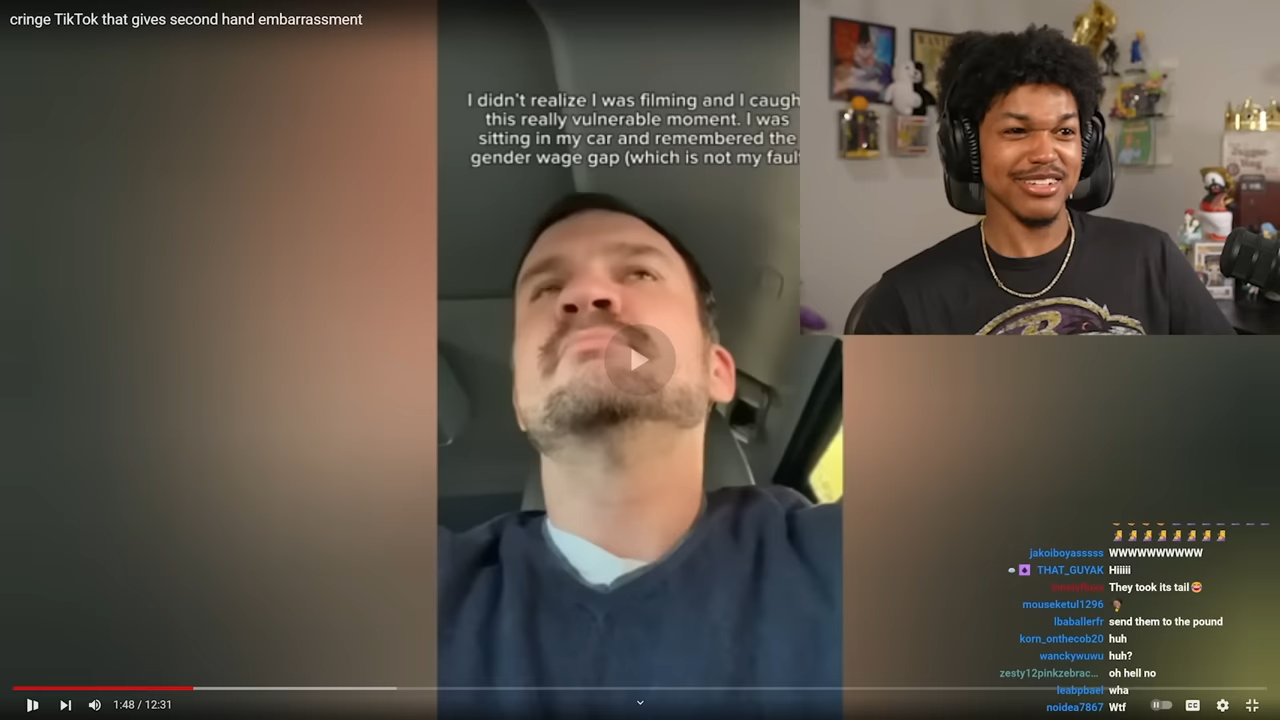 cringe TikTok that gives second hand embarrassment
I didn't realize I was filming and I caugh
this really vulnerable moment. I was
sitting in my car and remembered the
gender wage gap (which is not my faul
WANTED
jakoiboyasssss WWWWWWWWWW
THAT_GUYAK Hiiiii
They took its tail
mouseketul1296
lbaballerfr send them to the pound
korn_onthecob20 huh
wanckywuwu huh?
zesty12pinkzebrac... oh hell no
leabpbael wha
noidea7867 Wtf
1:48 / 12:31
CC